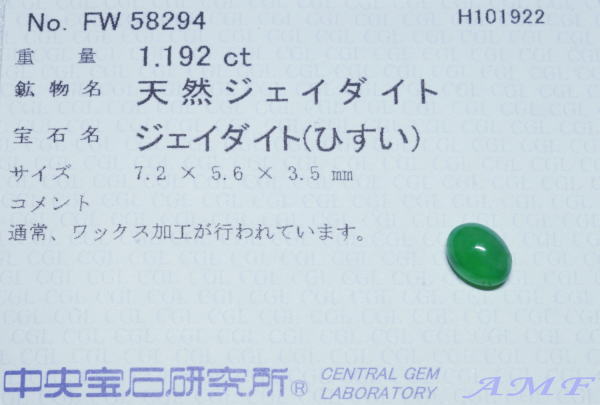 No. FW 58294 H101922
重 量 1.192 ct
鉱 物 名 天然ジェイダイト
宝 石 名 ジェイダイト(ひすい)
サ イ ズ 7.2 × 5.6 × 3.5 ㎜
コメント
通常、ワックス加工が行われています。
中央宝石研究所® CENTRAL GEM
LABORATORY
AMF